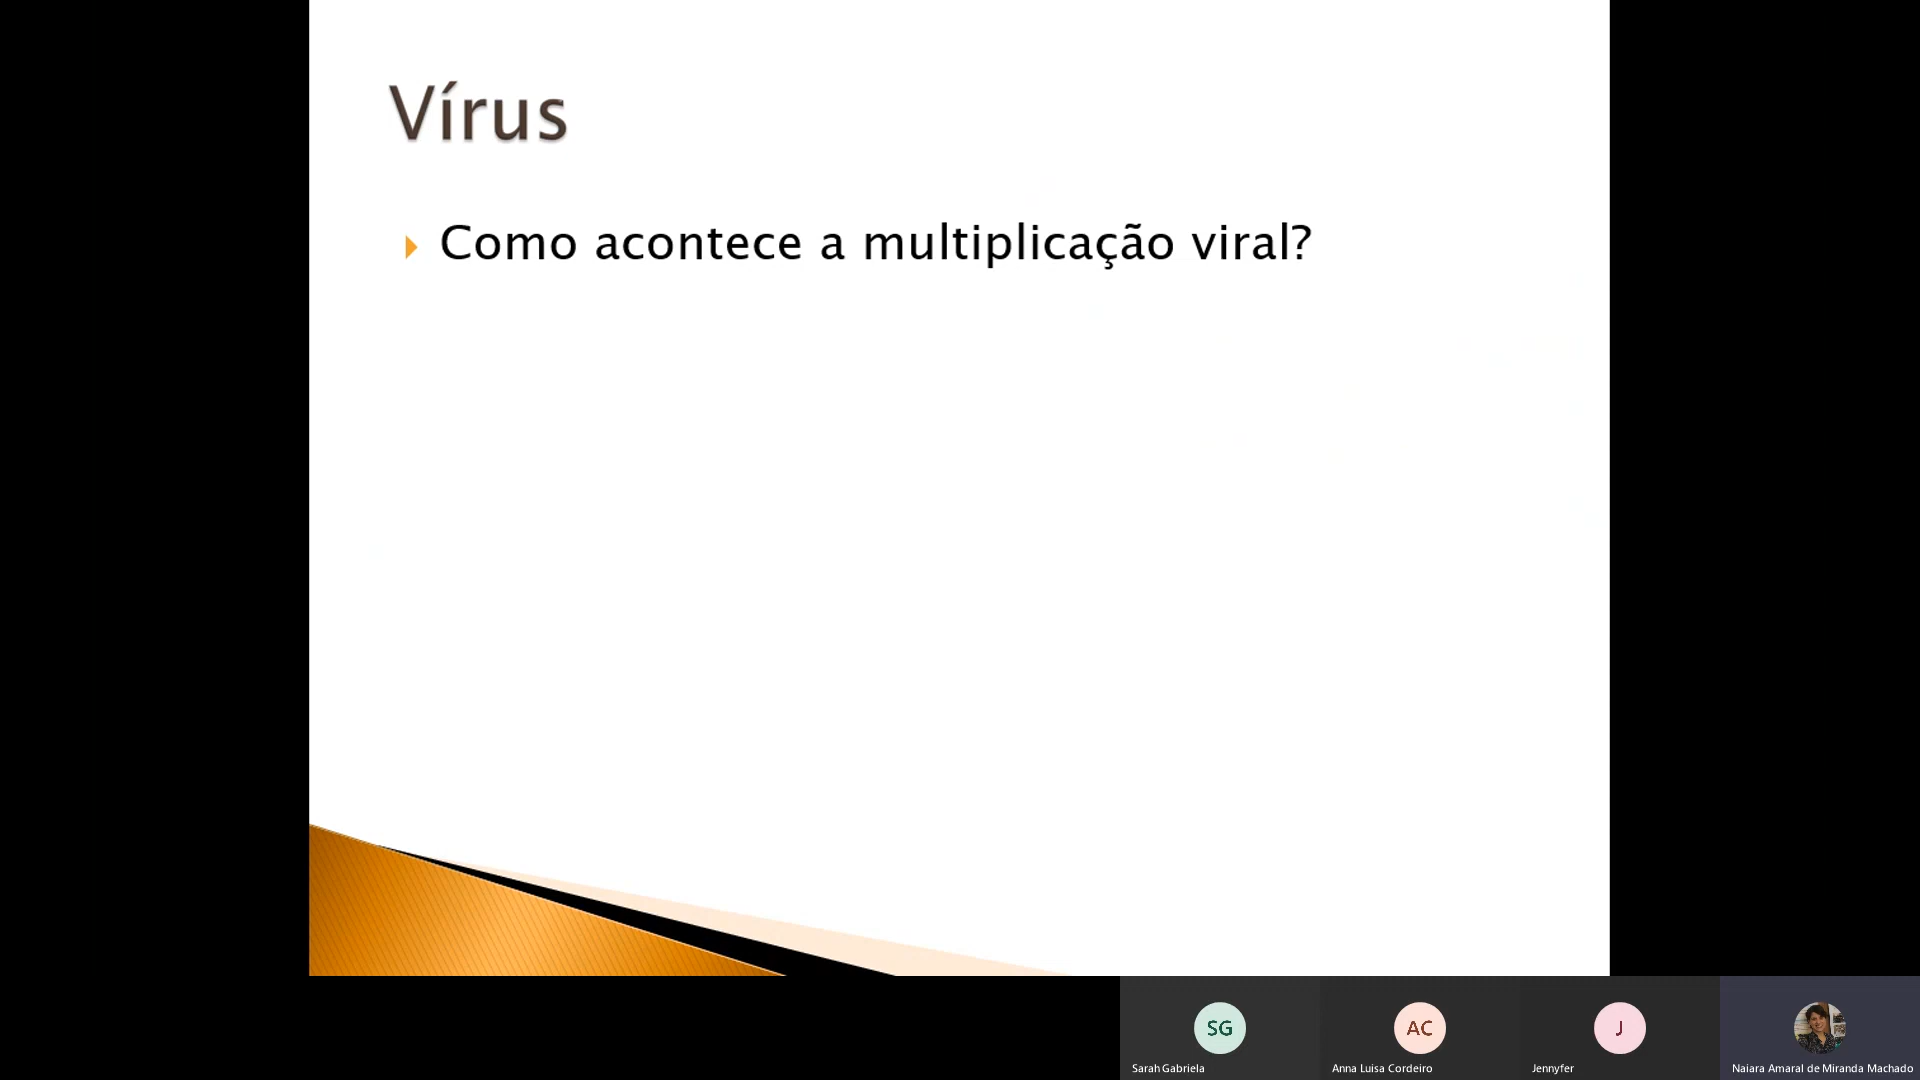 Vírus
Como acontece a multiplicação viral?
SG
AC
J
Sarah Gabriela
Anna Luisa Cordeiro
Jennyfer
Naiara Amaral de Miranda Machado